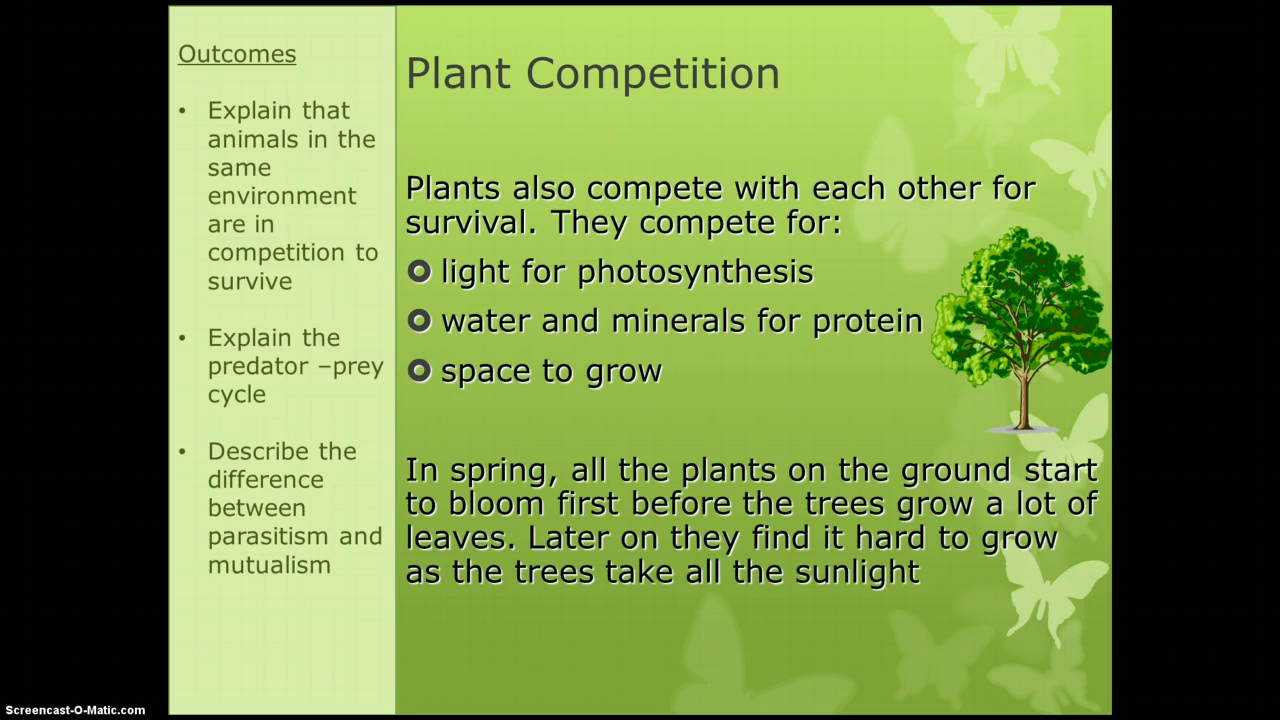 Outcomes
• Explain that
animals in the
same
environment
are in
competition to
survive
• Explain the
predator –prey
cycle
• Describe the
difference
between
parasitism and
mutualism
Plant Competition
Plants also compete with each other for
survival. They compete for:
light for photosynthesis
water and minerals for protein
space to grow
In spring, all the plants on the ground start
to bloom first before the trees grow a lot of
leaves. Later on they find it hard to grow
as the trees take all the sunlight
Screencast-O-Matic.com